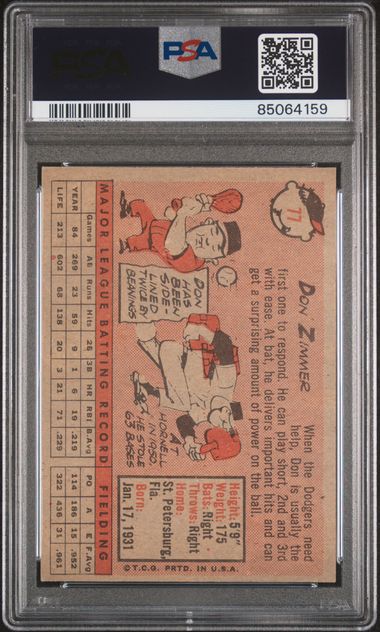 PSA
PSA
85064159
77
DON ZIMMER
When the Dodgers need
help, Don is usually the
first one to respond. He can play short, 2nd and 3rd
with ease. At bat, he delivers important hits and can
get a surprising amount of power on the ball.
DON
HAS
BEEN
SIDE-
LINED
TWICE BY
BEANINGS
AT
HORNELL
IN 1950
HE STOLE
63 BASES
Height: 5'9"
Weight: 175
Bats: Right
Throws: Right
Home:
St. Petersburg,
Fla.
Born:
Jan. 17, 1931
MAJOR LEAGUE BATTING RECORD FIELDING
Games AB Runs Hits 2B 3B HR RBI B.Avg PO A E F.Avg
YEAR 84 269 23 59 9 1 6 19 .219 114 186 15 .952
LIFE 213 602 68 138 20 3 21 71 .229 322 436 31 .961
© T.C.G. PRTD. IN U.S.A.